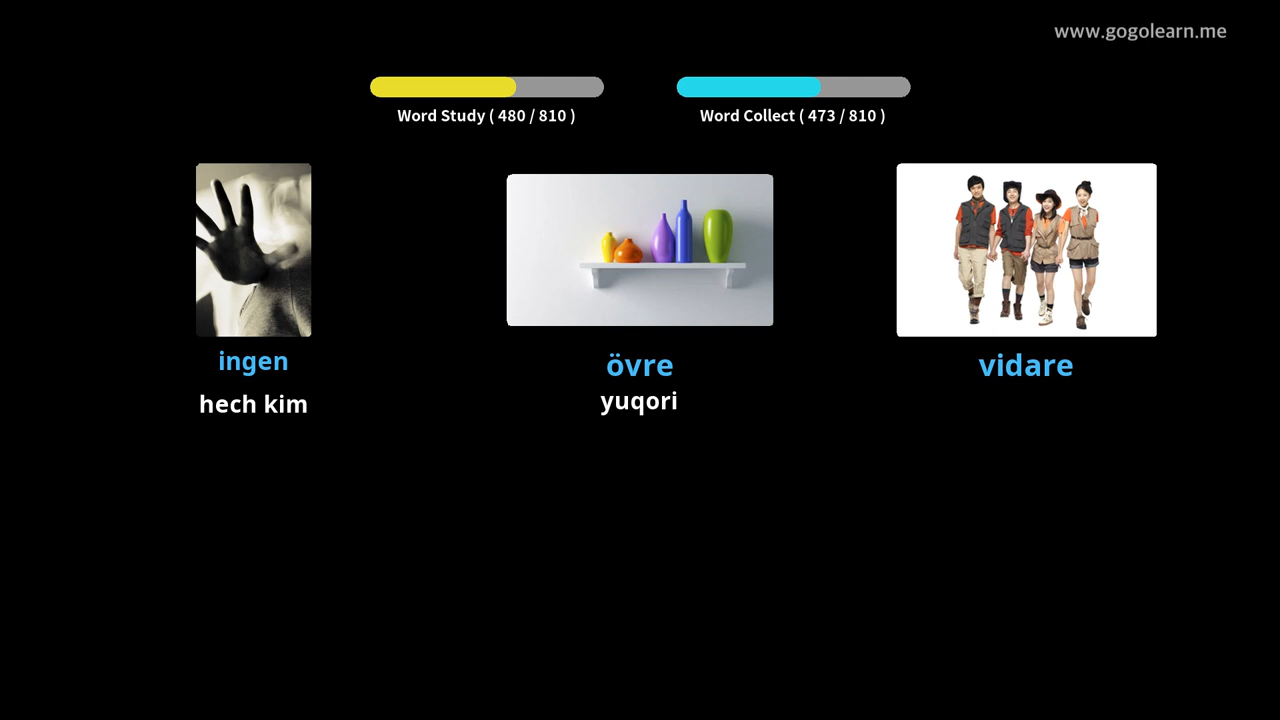 www.gogolearn.me
Word Study ( 480 / 810 )
Word Collect ( 473 / 810 )
ingen
hech kim
övre
yuqori
vidare